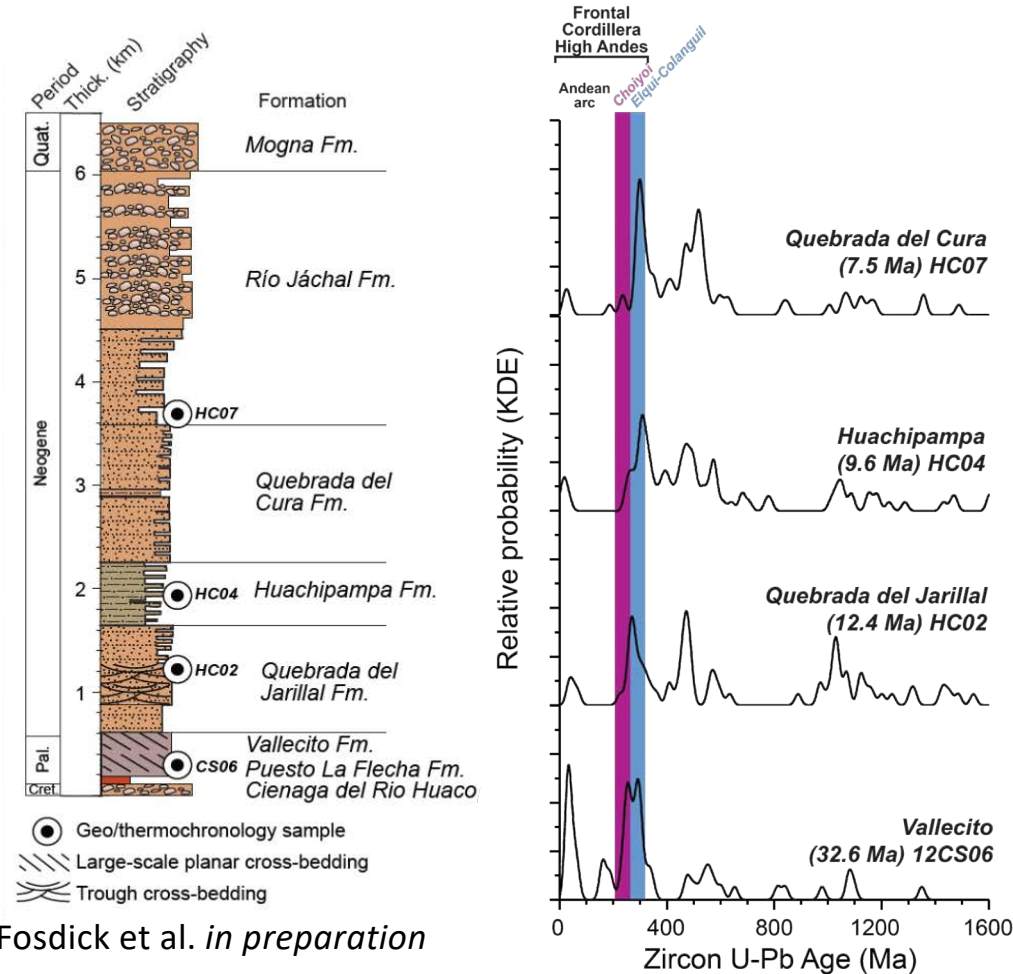 Period
Thick. (km)
Stratigraphy
Formation
Quat.
Neogene
Pal.
Cret.
6
5
4
3
2
1
Mogna Fm.
Río Jáchal Fm.
HC07
Quebrada del
Cura Fm.
HC04
Huachipampa Fm.
HC02
Quebrada del
Jarillal Fm.
Vallecito Fm.
CS06
Puesto La Flecha Fm.
Cienaga del Rio Huaco
Geo/thermochronology sample
Large-scale planar cross-bedding
Trough cross-bedding
Fosdick et al. in preparation
Frontal
Cordillera
High Andes
Andean
arc
Choiyoi
Elqui-Colanguil
Relative probability (KDE)
Quebrada del Cura
(7.5 Ma) HC07
Huachipampa
(9.6 Ma) HC04
Quebrada del Jarillal
(12.4 Ma) HC02
Vallecito
(32.6 Ma) 12CS06
0 400 800 1200 1600
Zircon U-Pb Age (Ma)